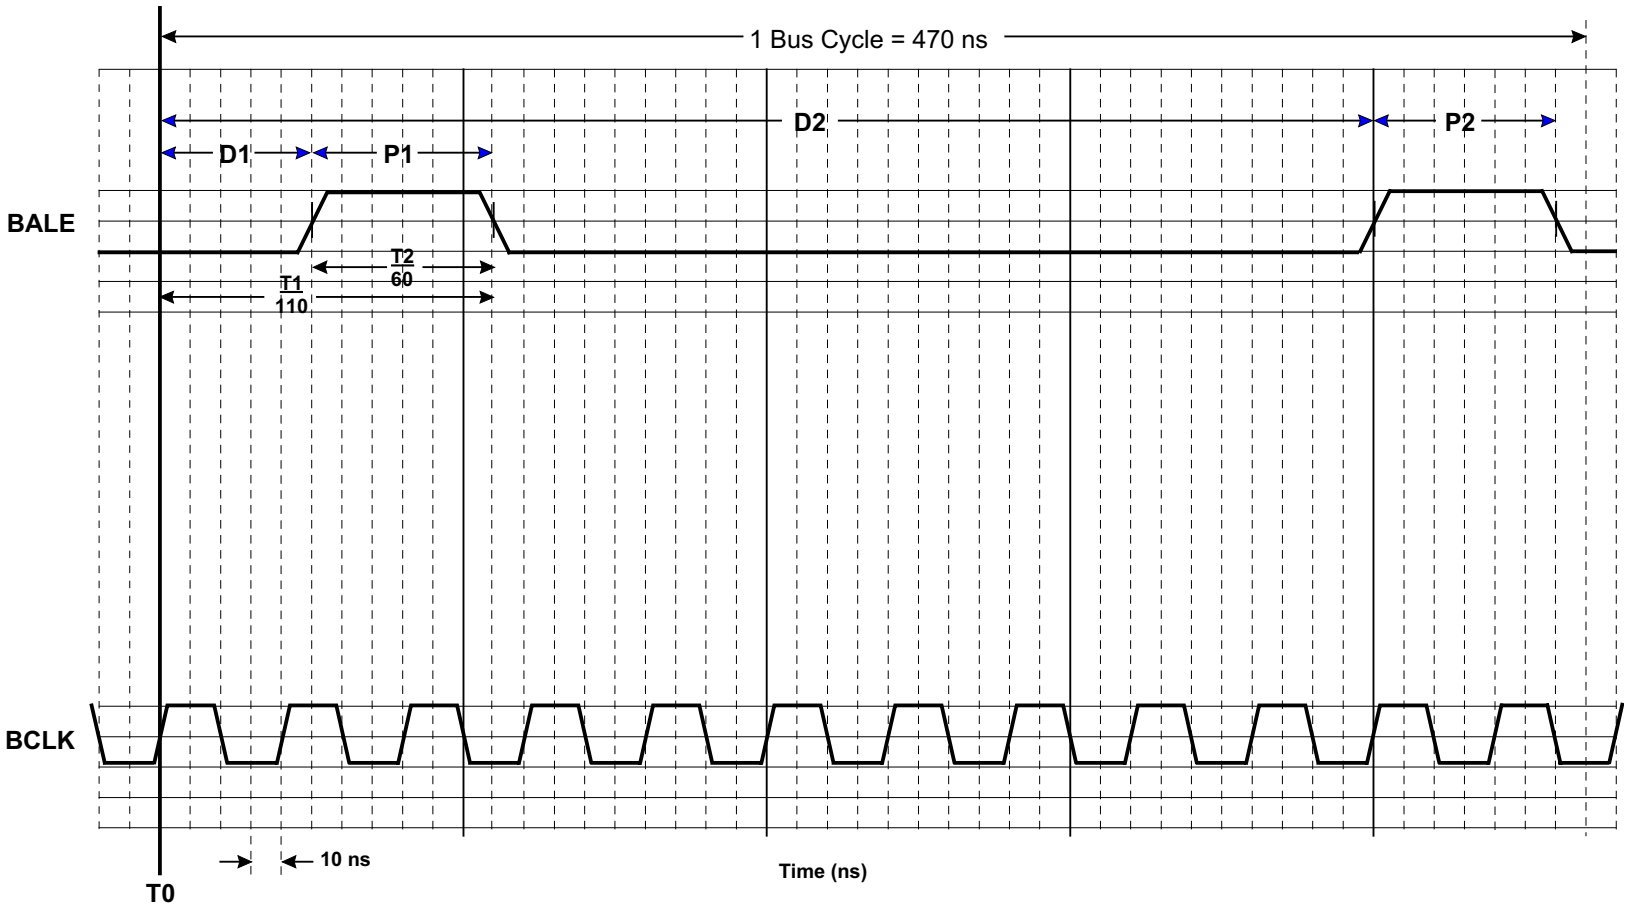 1 Bus Cycle = 470 ns
D2
P2
D1
P1
BALE
T2
60
T1
110
BCLK
10 ns
Time (ns)
T0